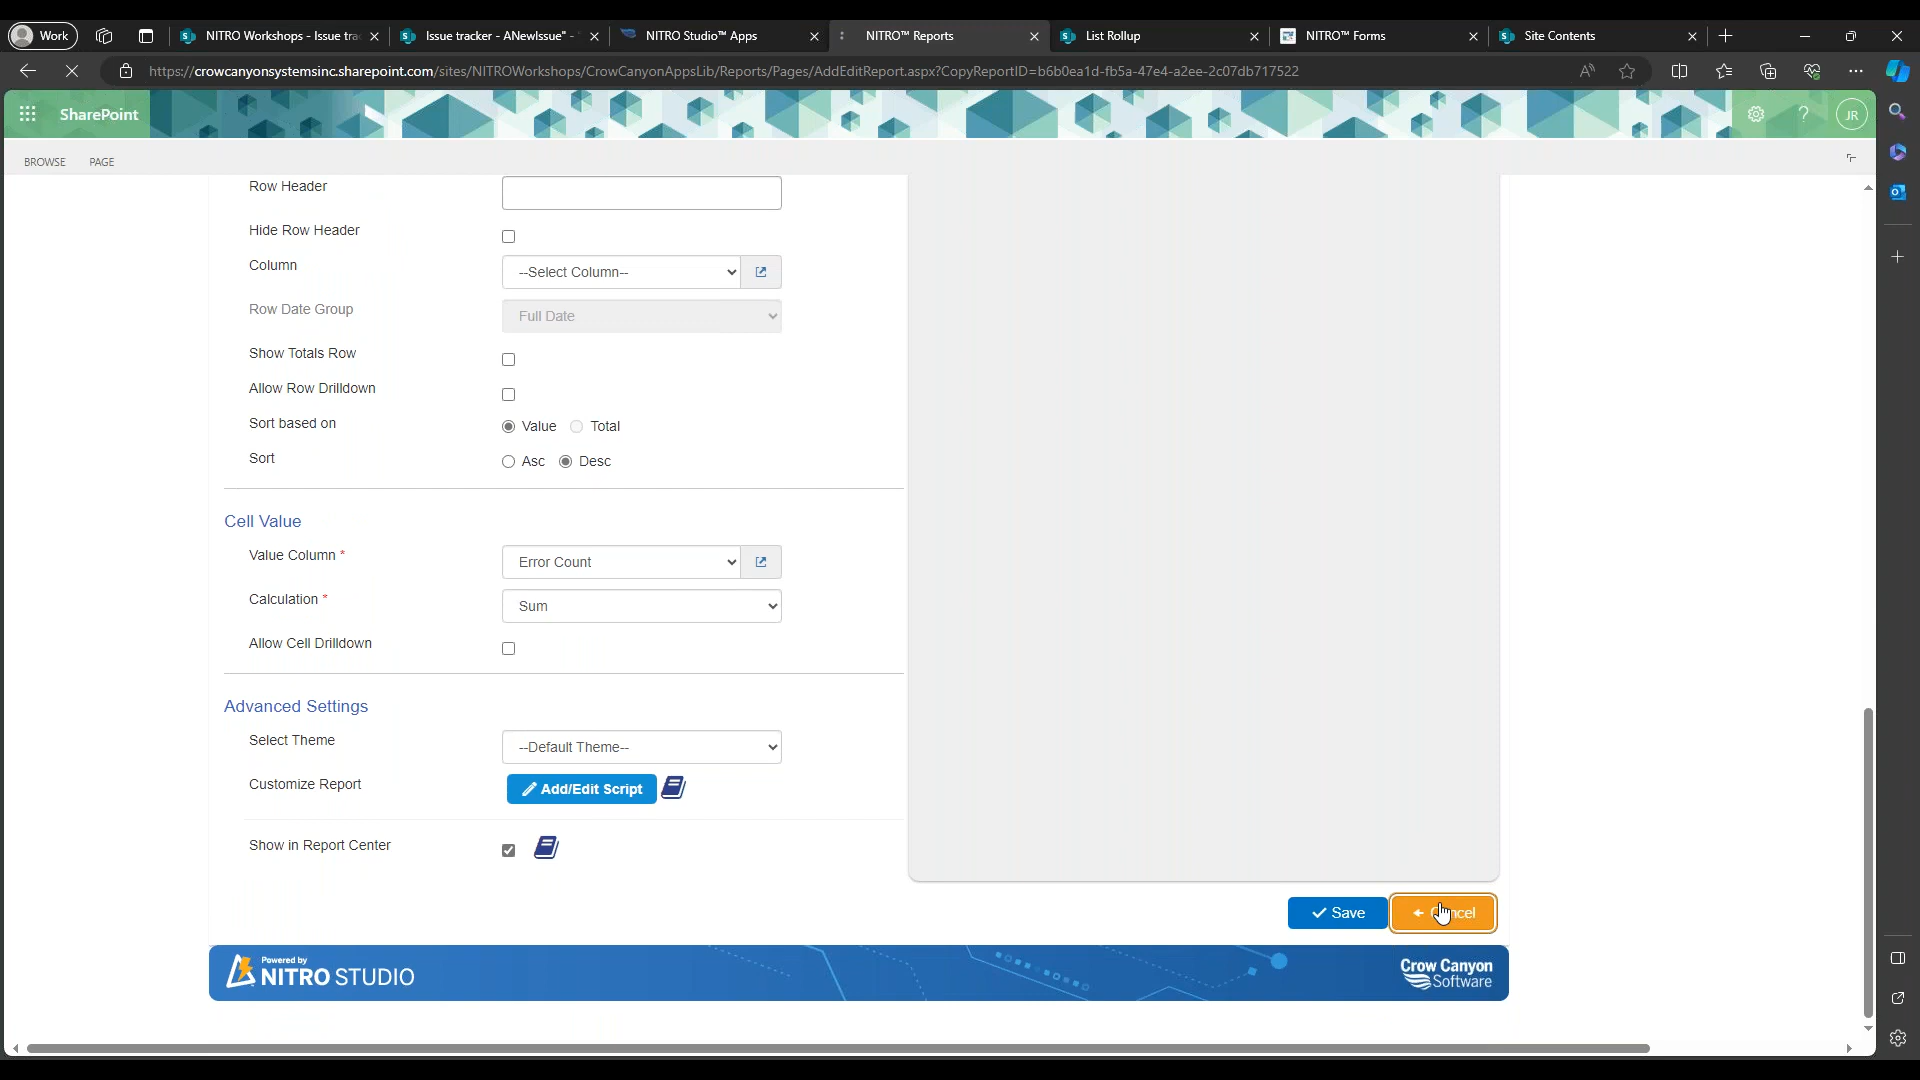 Work
NITRO Workshops - Issue tra
Issue tracker - ANewIssue" -
NITRO Studio™ Apps
NITRO™ Reports
List Rollup
NITRO™ Forms
Site Contents
https://crowcanyonsystemsinc.sharepoint.com/sites/NITROWorkshops/CrowCanyonAppsLib/Reports/Pages/AddEditReport.aspx?CopyReportID=b6b0ea1d-fb5a-47e4-a2ee-2c07db717522
SharePoint
JR
BROWSE PAGE
Row Header
Hide Row Header
Column --Select Column--
Row Date Group Full Date
Show Totals Row
Allow Row Drilldown
Sort based on Value Total
Sort Asc Desc
Cell Value
Value Column * Error Count
Calculation * Sum
Allow Cell Drilldown
Advanced Settings
Select Theme --Default Theme--
Customize Report Add/Edit Script
Show in Report Center
Save
Powered by
NITRO STUDIO
Crow Canyon
Software